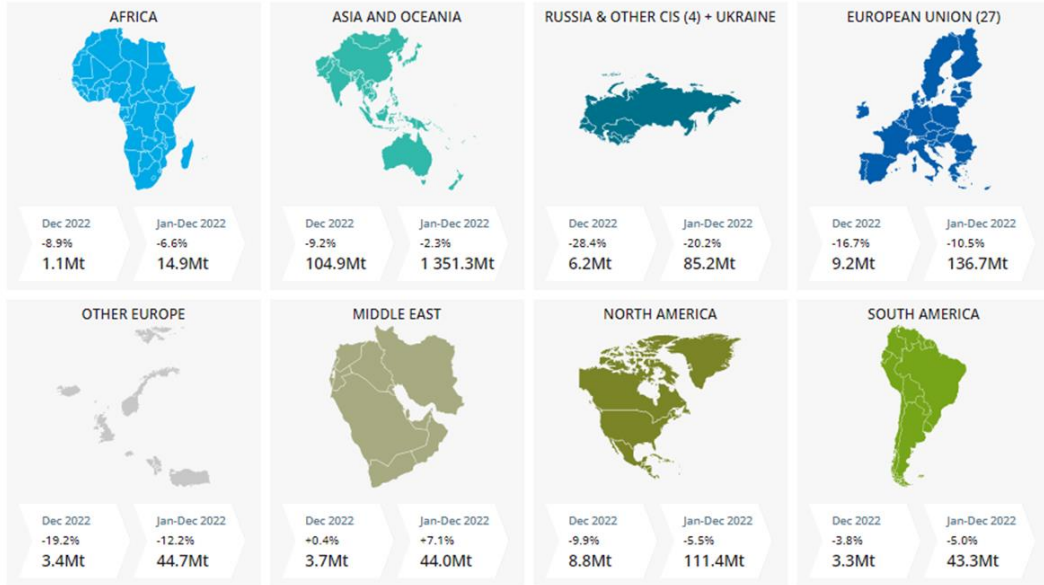 AFRICA
Dec 2022
-8.9%
1.1Mt
Jan-Dec 2022
-6.6%
14.9Mt
ASIA AND OCEANIA
Dec 2022
-9.2%
104.9Mt
Jan-Dec 2022
-2.3%
1 351.3Mt
RUSSIA & OTHER CIS (4) + UKRAINE
Dec 2022
-28.4%
6.2Mt
Jan-Dec 2022
-20.2%
85.2Mt
EUROPEAN UNION (27)
Dec 2022
-16.7%
9.2Mt
Jan-Dec 2022
-10.5%
136.7Mt
OTHER EUROPE
Dec 2022
-19.2%
3.4Mt
Jan-Dec 2022
-12.2%
44.7Mt
MIDDLE EAST
Dec 2022
+0.4%
3.7Mt
Jan-Dec 2022
+7.1%
44.0Mt
NORTH AMERICA
Dec 2022
-9.9%
8.8Mt
Jan-Dec 2022
-5.5%
111.4Mt
SOUTH AMERICA
Dec 2022
-3.8%
3.3Mt
Jan-Dec 2022
-5.0%
43.3Mt